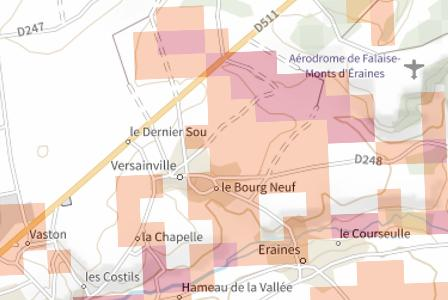 D247
D511
Aérodrome de Falaise-
Monts d'Éraines
le Dernier Sou
Versainville
D248
le Bourg Neuf
Vaston
la Chapelle
le Courseulle
Eraines
les Costils
Hameau de la Vallée